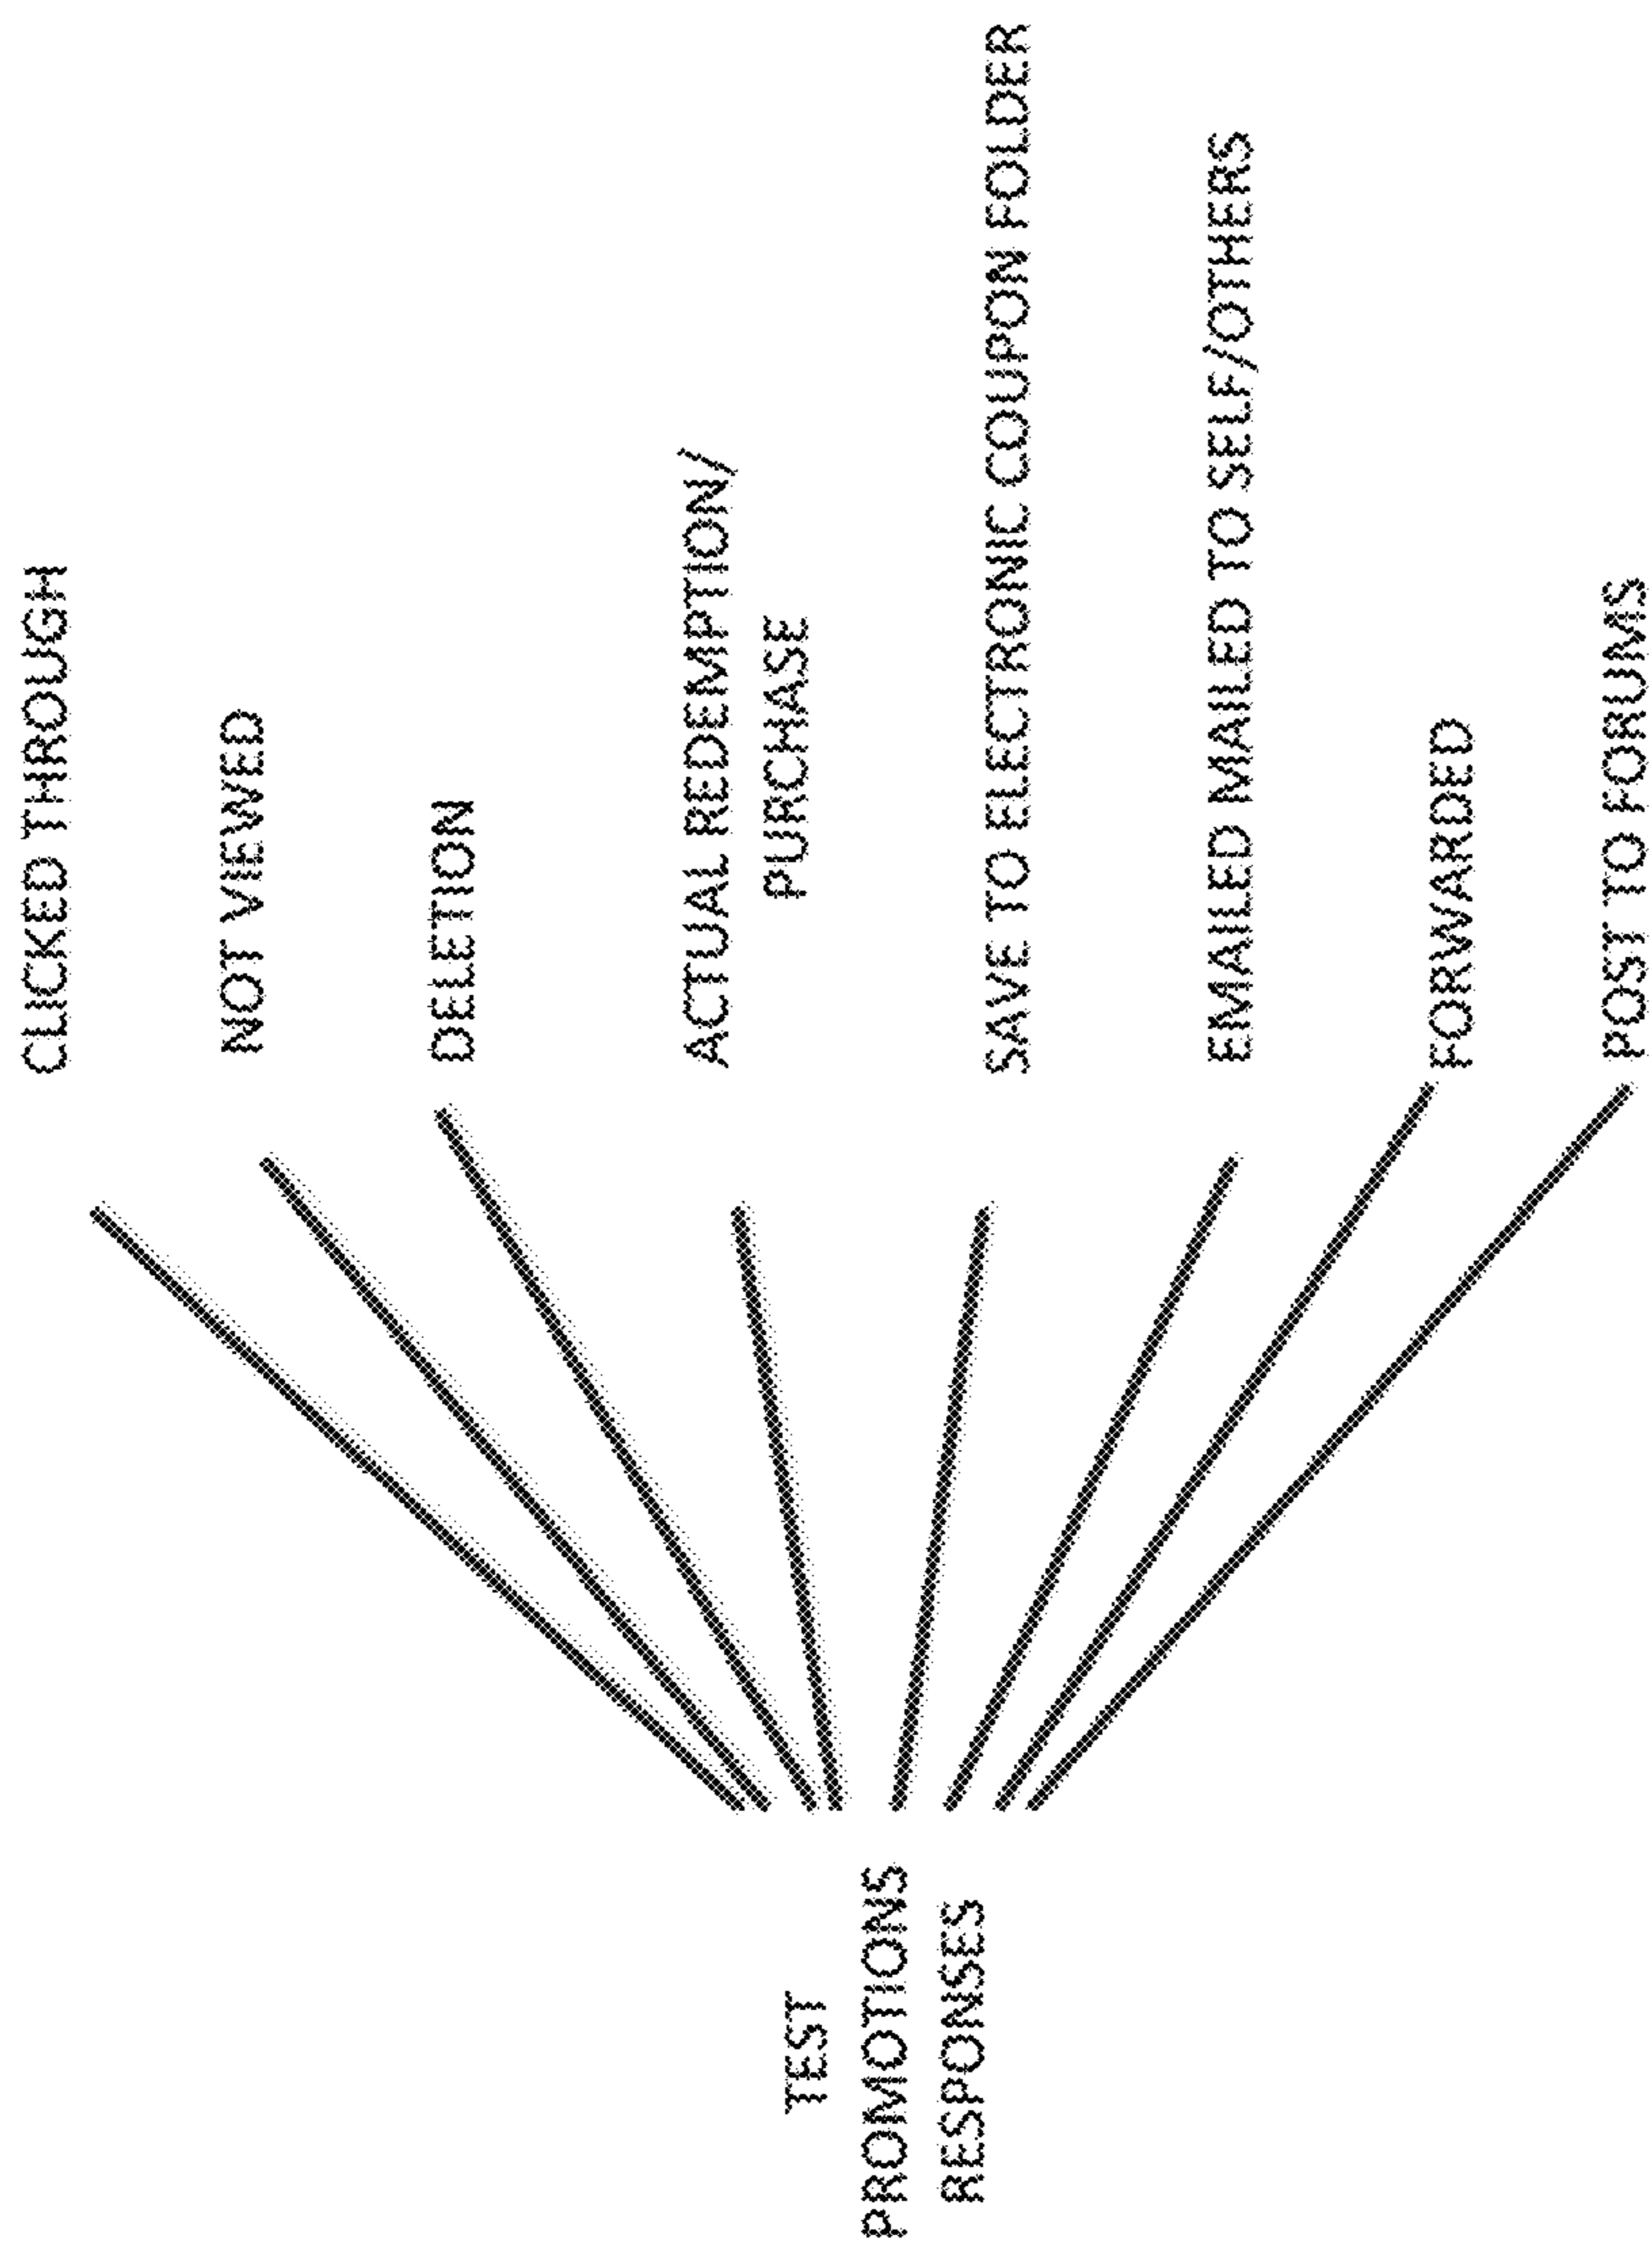 CLICKED THROUGH
NOT VIEWED
DELETION
ACTUAL REDEMPTION/
PURCHASE
TEST
PROMOTIONS
RESPONSES
SAVE TO ELECTRONIC COUPON FOLDER
EMAILED MAILED TO SELF/OTHERS
FORWARDED
POST TO FORUMS